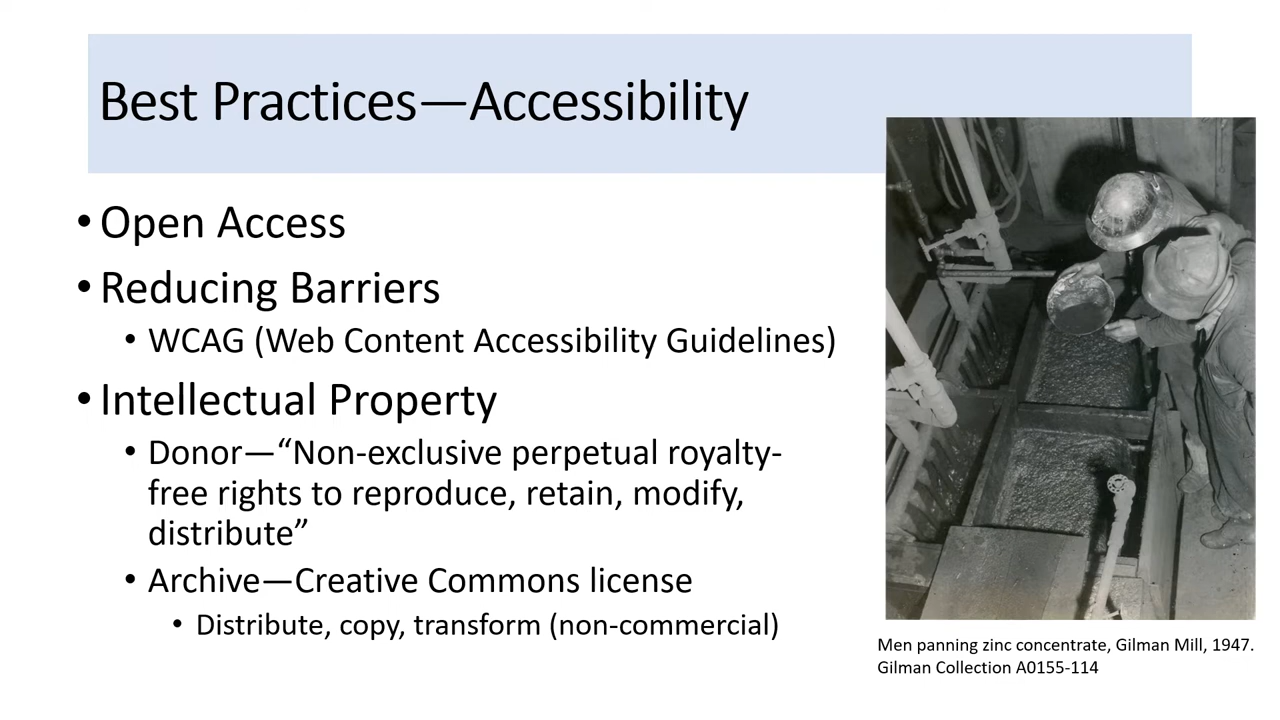 Best Practices—Accessibility
• Open Access
• Reducing Barriers
• WCAG (Web Content Accessibility Guidelines)
• Intellectual Property
• Donor—“Non-exclusive perpetual royalty-
free rights to reproduce, retain, modify,
distribute”
• Archive—Creative Commons license
• Distribute, copy, transform (non-commercial)
Men panning zinc concentrate, Gilman Mill, 1947.
Gilman Collection A0155-114